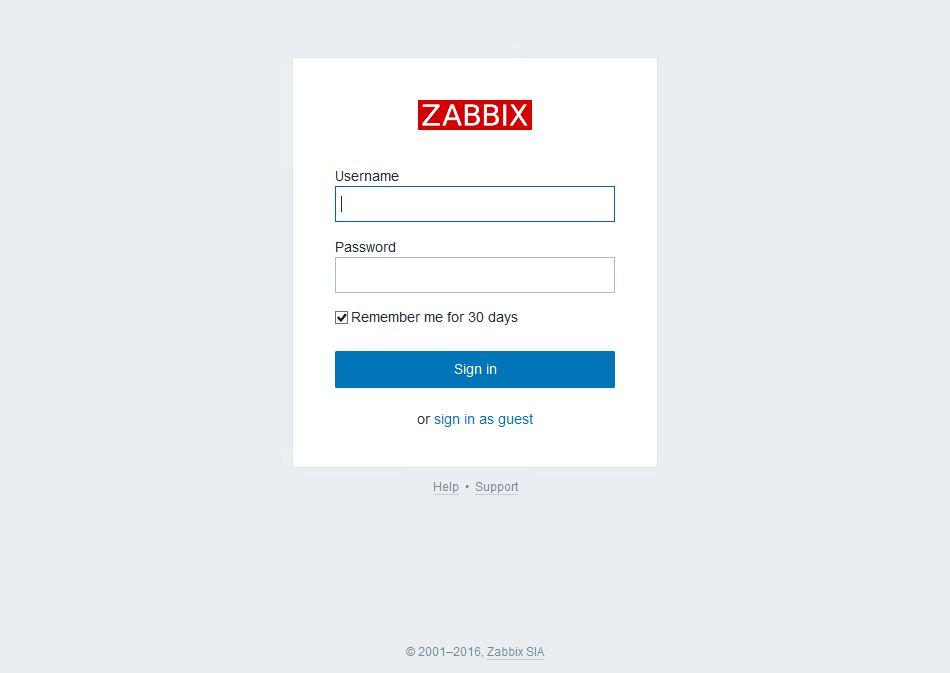 ZABBIX
Username
Password
Remember me for 30 days
Sign in
or sign in as guest
Help • Support
© 2001–2016, Zabbix SIA